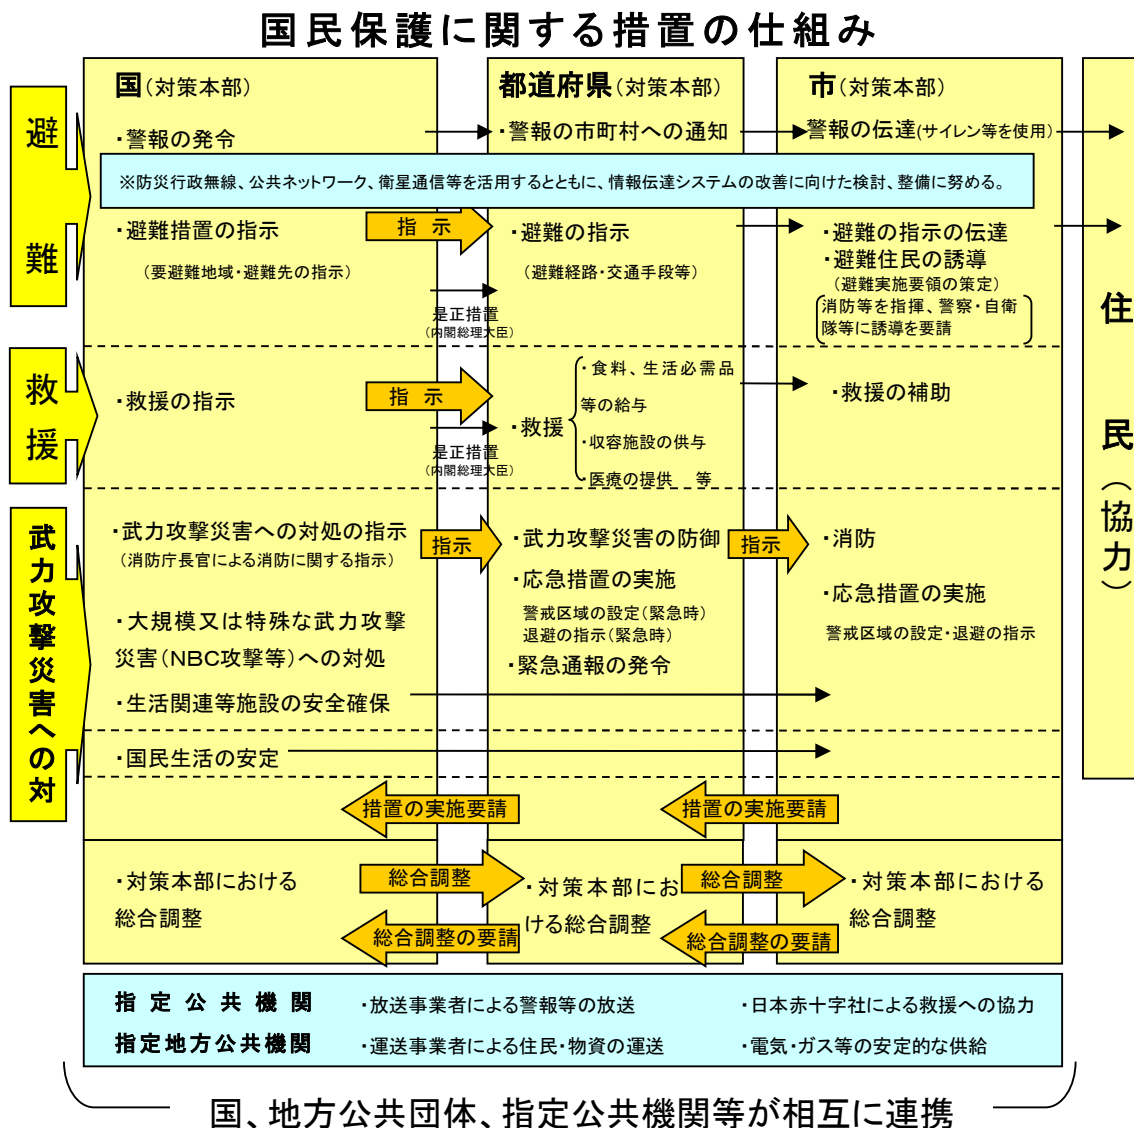 国民保護に関する措置の仕組み
国(対策本部)
都道府県(対策本部)
市(対策本部)
避難
・警報の発令
・警報の市町村への通知
警報の伝達(サイレン等を使用)
※防災行政無線、公共ネットワーク、衛星通信等を活用するとともに、情報伝達システムの改善に向けた検討、整備に努める。
・避難措置の指示
(要避難地域・避難先の指示)
指 示
是正措置
(内閣総理大臣)
・避難の指示
(避難経路・交通手段等)
・避難の指示の伝達
・避難住民の誘導
(避難実施要領の策定)
消防等を指揮、警察・自衛
隊等に誘導を要請
住民(協力)
救援
・救援の指示
指 示
是正措置
(内閣総理大臣)
・救援
・食料、生活必需品
等の給与
・収容施設の供与
・医療の提供 等
・救援の補助
武力攻撃災害への対
・武力攻撃災害への対処の指示
(消防庁長官による消防に関する指示)
指示
・武力攻撃災害の防御
指示
・消防
・応急措置の実施
警戒区域の設定(緊急時)
退避の指示(緊急時)
・応急措置の実施
警戒区域の設定・退避の指示
・大規模又は特殊な武力攻撃
災害(NBC攻撃等)への対処
・緊急通報の発令
・生活関連等施設の安全確保
・国民生活の安定
措置の実施要請
措置の実施要請
・対策本部における
総合調整
総合調整
総合調整の要請
・対策本部にお
ける総合調整
総合調整
総合調整の要請
・対策本部における
総合調整
指定公共機関
・放送事業者による警報等の放送
・日本赤十字社による救援への協力
指定地方公共機関
・運送事業者による住民・物資の運送
・電気・ガス等の安定的な供給
国、地方公共団体、指定公共機関等が相互に連携